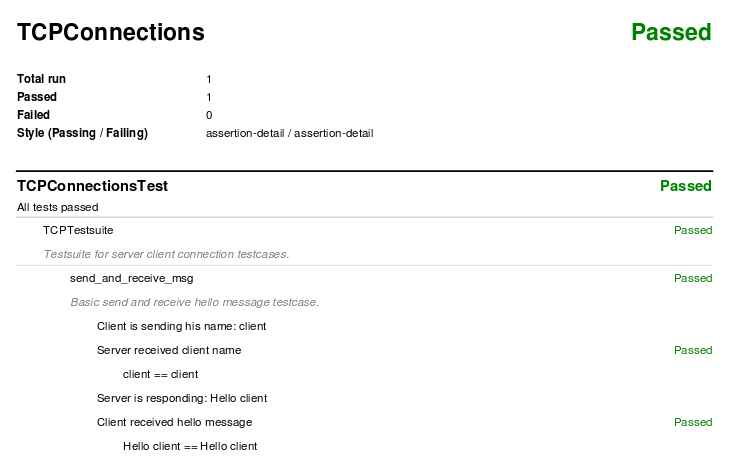 TCPConnections Passed
Total run 1
Passed 1
Failed 0
Style (Passing / Failing) assertion-detail / assertion-detail
TCPConnectionsTest Passed
All tests passed
TCPTestsuite Passed
Testsuite for server client connection testcases.
send_and_receive_msg Passed
Basic send and receive hello message testcase.
Client is sending his name: client
Server received client name Passed
client == client
Server is responding: Hello client
Client received hello message Passed
Hello client == Hello client